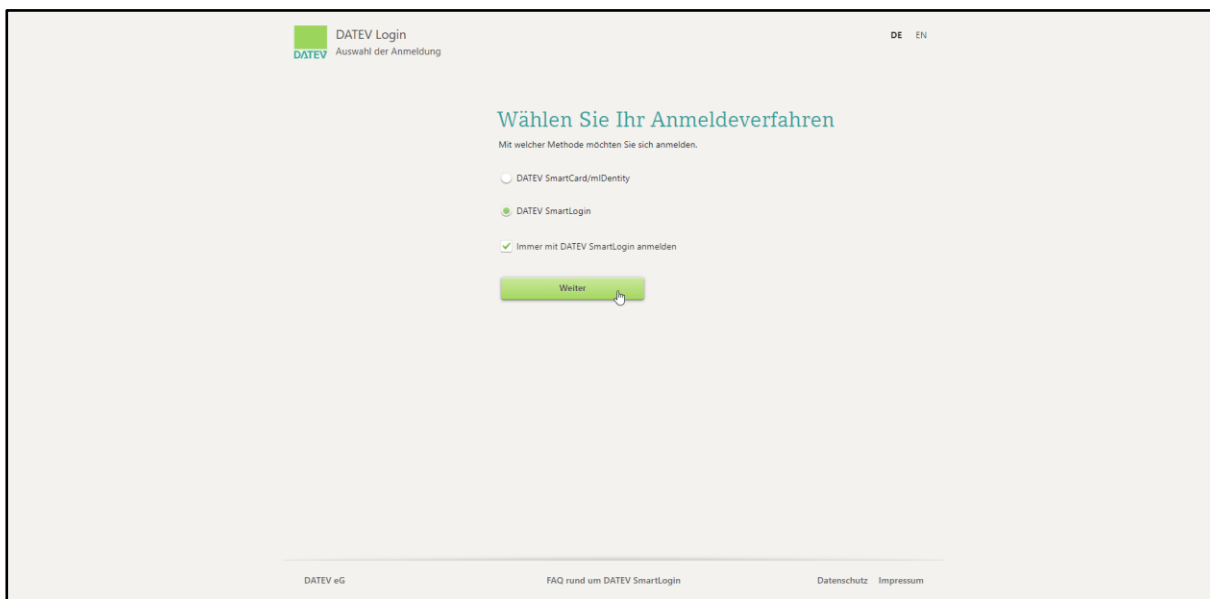 DATEV Login
DE EN
DATEV
Auswahl der Anmeldung
Wählen Sie Ihr Anmeldeverfahren
Mit welcher Methode möchten Sie sich anmelden.
DATEV SmartCard/mIDentity
DATEV SmartLogin
Immer mit DATEV SmartLogin anmelden
Weiter
DATEV eG
FAQ rund um DATEV SmartLogin
Datenschutz Impressum